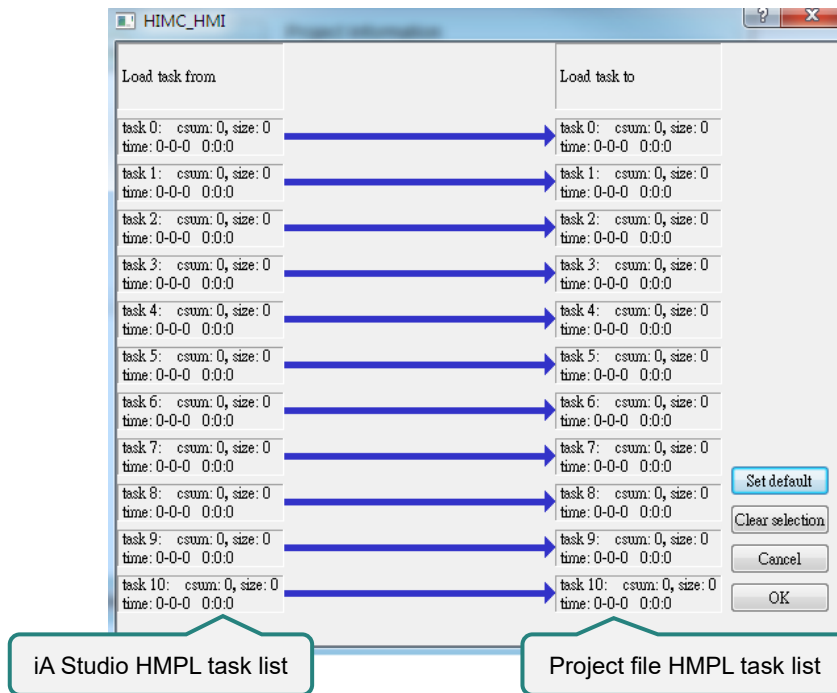 HIMC_HMI
Project information
Load task from
Load task to
task 0: csum: 0, size: 0
time: 0-0-0 0:0:0
task 0: csum: 0, size: 0
time: 0-0-0 0:0:0
task 1: csum: 0, size: 0
time: 0-0-0 0:0:0
task 1: csum: 0, size: 0
time: 0-0-0 0:0:0
task 2: csum: 0, size: 0
time: 0-0-0 0:0:0
task 2: csum: 0, size: 0
time: 0-0-0 0:0:0
task 3: csum: 0, size: 0
time: 0-0-0 0:0:0
task 3: csum: 0, size: 0
time: 0-0-0 0:0:0
task 4: csum: 0, size: 0
time: 0-0-0 0:0:0
task 4: csum: 0, size: 0
time: 0-0-0 0:0:0
task 5: csum: 0, size: 0
time: 0-0-0 0:0:0
task 5: csum: 0, size: 0
time: 0-0-0 0:0:0
task 6: csum: 0, size: 0
time: 0-0-0 0:0:0
task 6: csum: 0, size: 0
time: 0-0-0 0:0:0
task 7: csum: 0, size: 0
time: 0-0-0 0:0:0
task 7: csum: 0, size: 0
time: 0-0-0 0:0:0
task 8: csum: 0, size: 0
time: 0-0-0 0:0:0
task 8: csum: 0, size: 0
time: 0-0-0 0:0:0
task 9: csum: 0, size: 0
time: 0-0-0 0:0:0
task 9: csum: 0, size: 0
time: 0-0-0 0:0:0
task 10: csum: 0, size: 0
time: 0-0-0 0:0:0
task 10: csum: 0, size: 0
time: 0-0-0 0:0:0
Set default
Clear selection
Cancel
OK
iA Studio HMPL task list
Project file HMPL task list